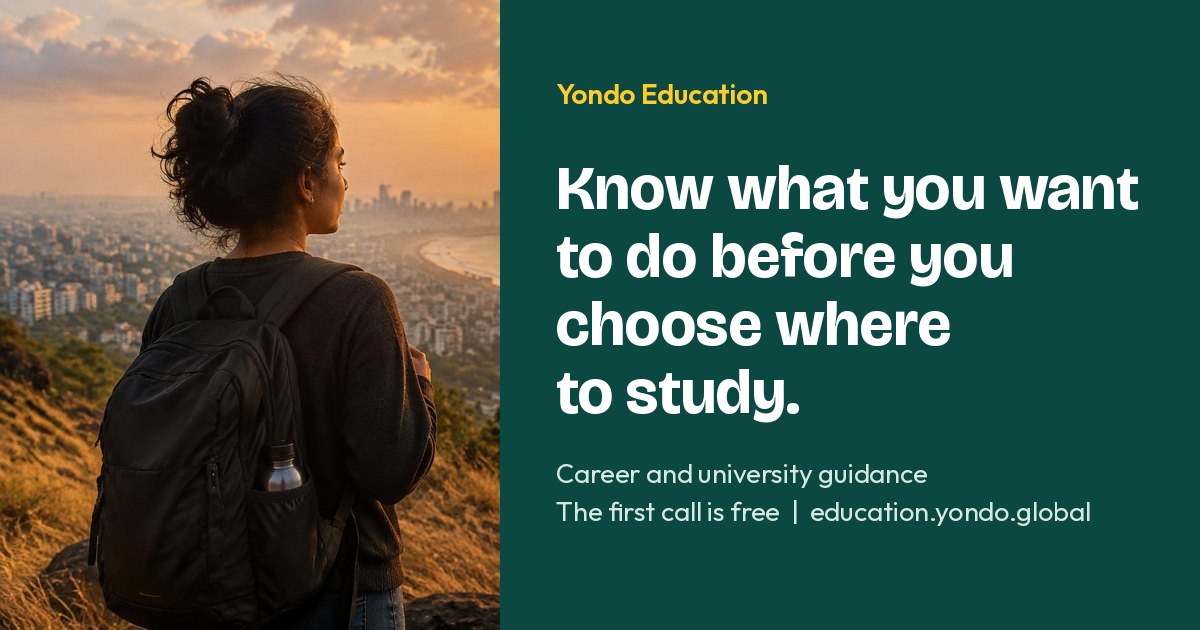 Yondo Education
Know what you want
to do before you
choose where
to study.
Career and university guidance
The first call is free | education.yondo.global